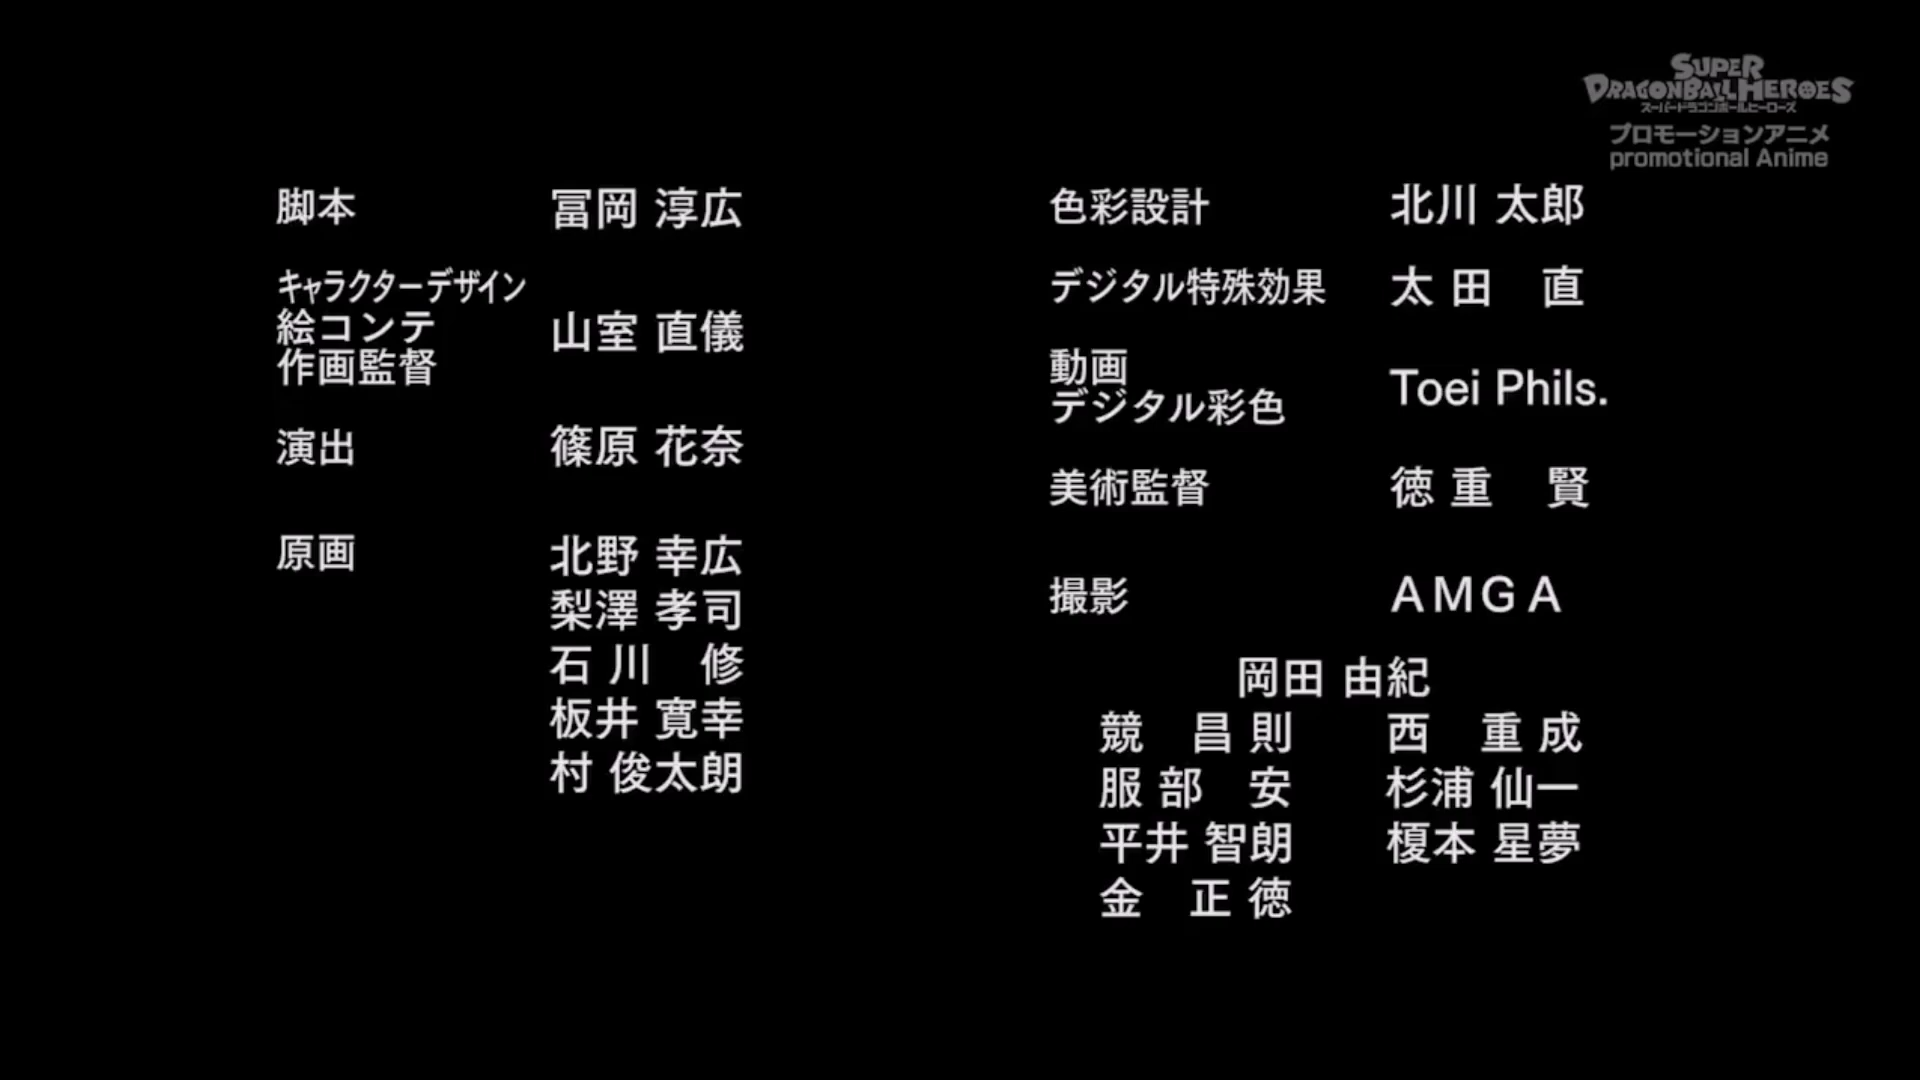 SUPER
DRAGONBALL HEROES
スーパードラゴンボールヒーローズ
プロモーションアニメ
promotional Anime
脚本 冨岡 淳広
キャラクターデザイン
絵コンテ
作画監督
山室 直儀
演出 篠原 花奈
原画 北野 幸広
梨澤 孝司
石川 修
板井 寛幸
村 俊太朗
色彩設計 北川 太郎
デジタル特殊効果 太田 直
動画
デジタル彩色
Toei Phils.
美術監督 徳重 賢
撮影 AMGA
岡田 由紀
競 昌則 西 重成
服部 安 杉浦 仙一
平井 智朗 榎本 星夢
金 正徳